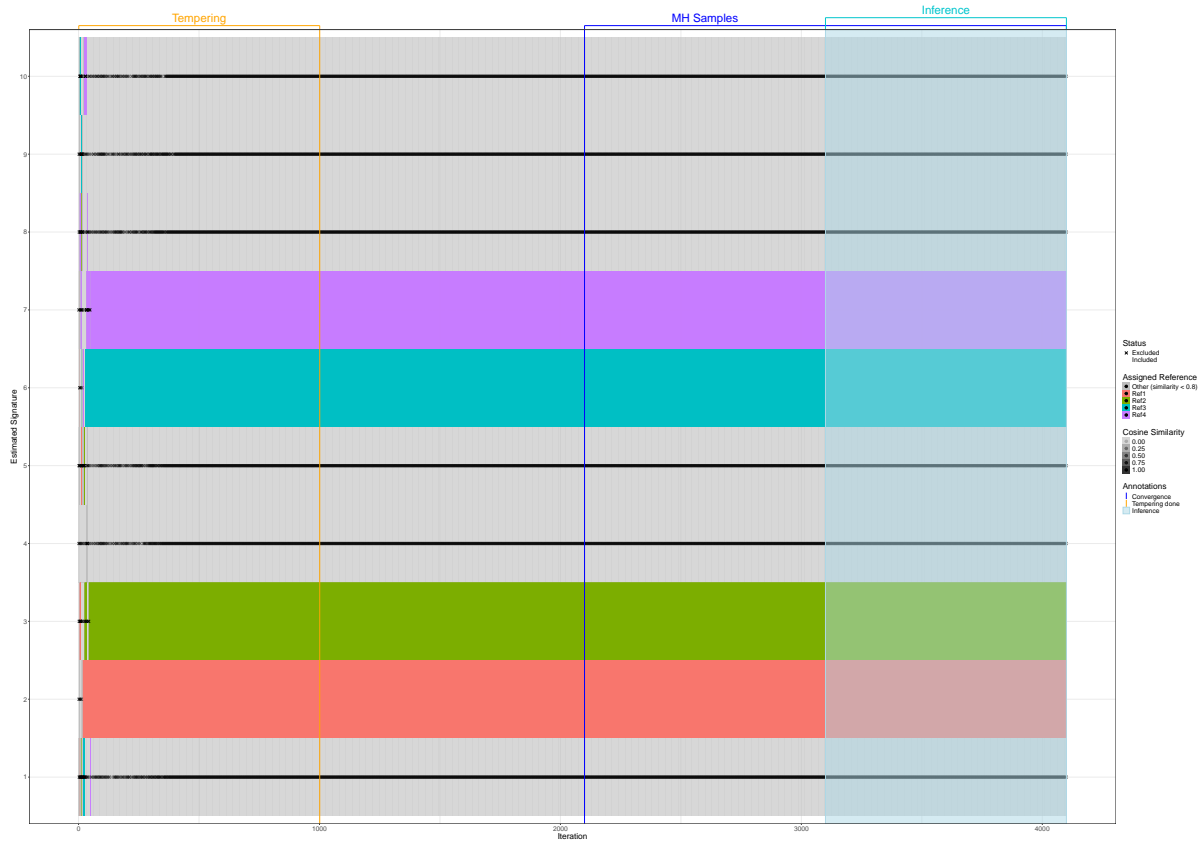 Tempering
MH Samples
Inference
10
9
8
7
6
5
4
3
2
1
Estimated Signature
0
1000
2000
3000
4000
Iteration
Status
Excluded
Included
Assigned Reference
Other (similarity < 0.8)
Ref1
Ref2
Ref3
Ref4
Cosine Similarity
0.00
0.25
0.50
0.75
1.00
Annotations
Convergence
Tempering done
Inference